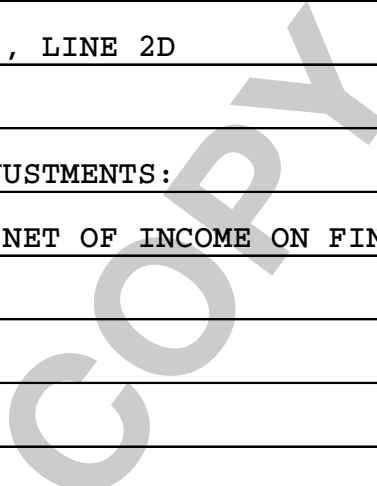 , LINE 2D
USTMENTS:
NET OF INCOME ON FIN
COPY